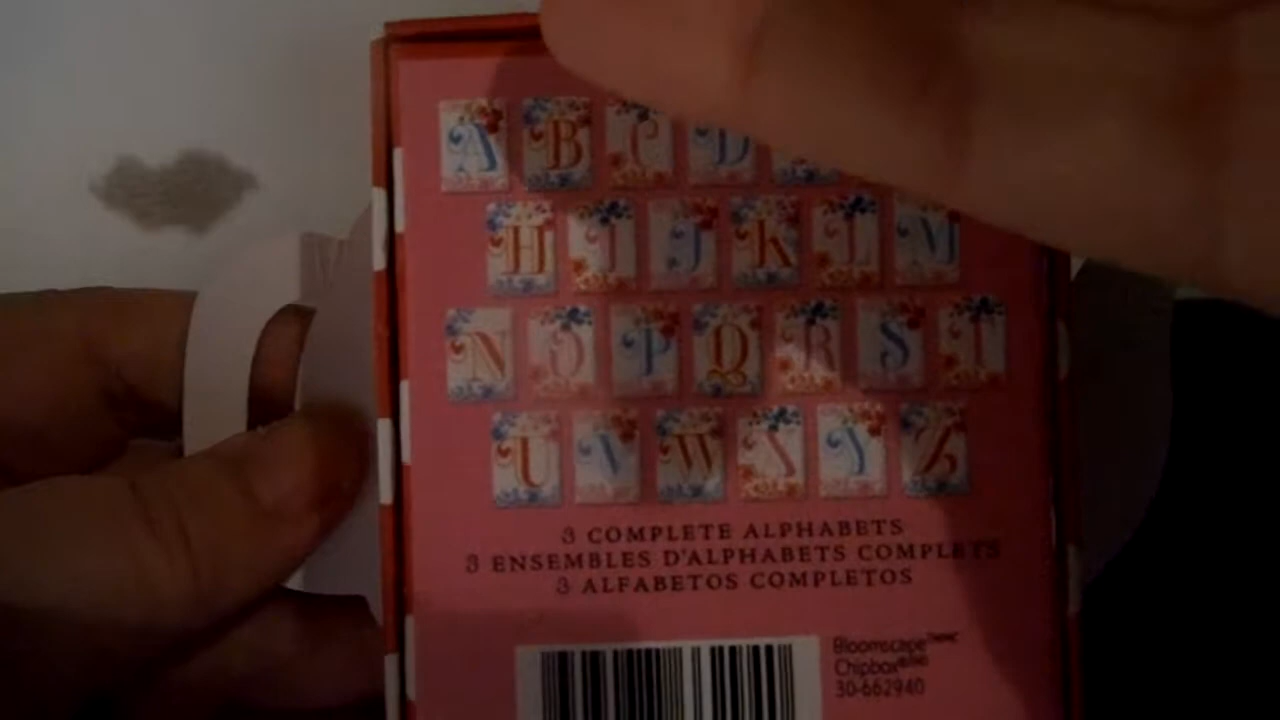 A B C D
H I J K L M
N O P Q R S T
U V W X Y Z
3 COMPLETE ALPHABETS
3 ENSEMBLES D'ALPHABETS COMPLETS
3 ALFABETOS COMPLETOS
Bloomscape
Chipbox
30-662940